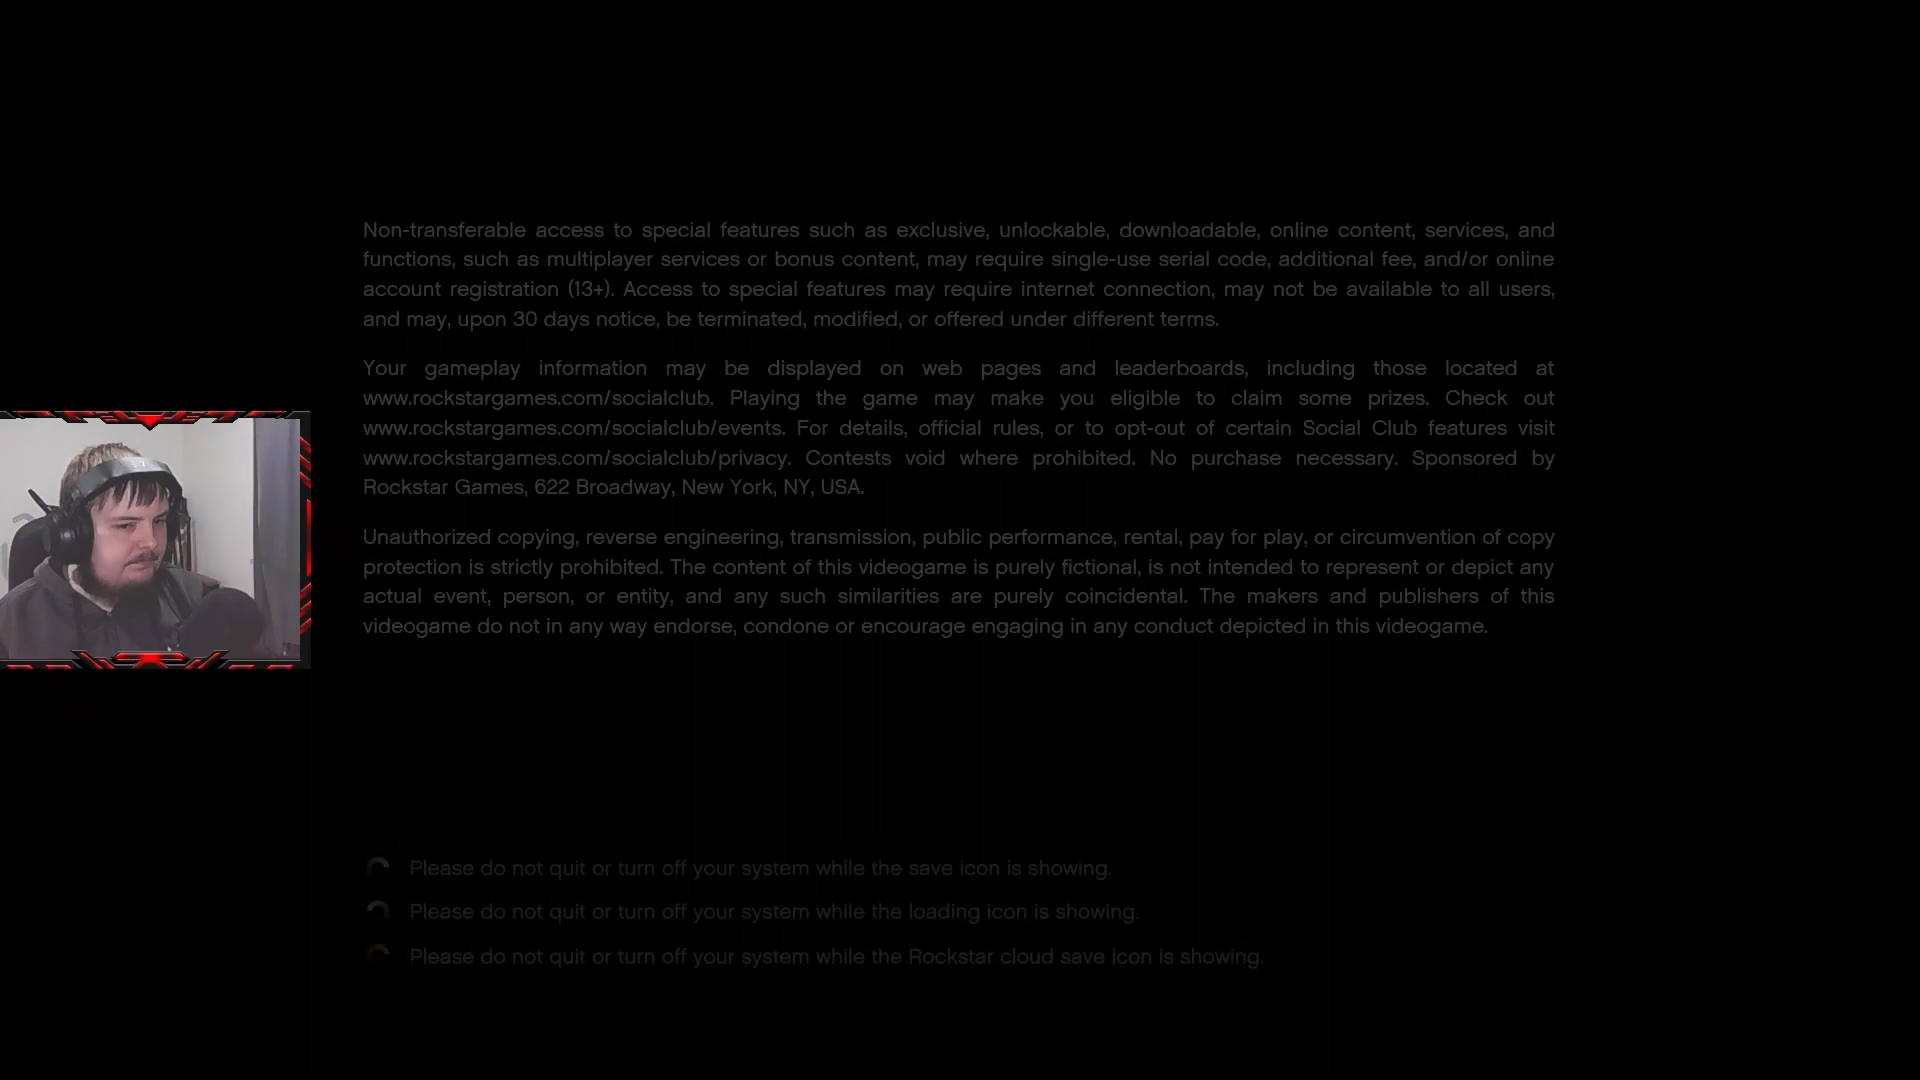 Non-transferable access to special features such as exclusive, unlockable, downloadable, online content, services, and
functions, such as multiplayer services or bonus content, may require single-use serial code, additional fee, and/or online
account registration (13+). Access to special features may require internet connection, may not be available to all users,
and may, upon 30 days notice, be terminated, modified, or offered under different terms.
Your gameplay information may be displayed on web pages and leaderboards, including those located at
www.rockstargames.com/socialclub. Playing the game may make you eligible to claim some prizes. Check out
www.rockstargames.com/socialclub/events. For details, official rules, or to opt-out of certain Social Club features visit
www.rockstargames.com/socialclub/privacy. Contests void where prohibited. No purchase necessary. Sponsored by
Rockstar Games, 622 Broadway, New York, NY, USA.
Unauthorized copying, reverse engineering, transmission, public performance, rental, pay for play, or circumvention of copy
protection is strictly prohibited. The content of this videogame is purely fictional, is not intended to represent or depict any
actual event, person, or entity, and any such similarities are purely coincidental. The makers and publishers of this
videogame do not in any way endorse, condone or encourage engaging in any conduct depicted in this videogame.
Please do not quit or turn off your system while the save icon is showing.
Please do not quit or turn off your system while the loading icon is showing.
Please do not quit or turn off your system while the Rockstar cloud save icon is showing.